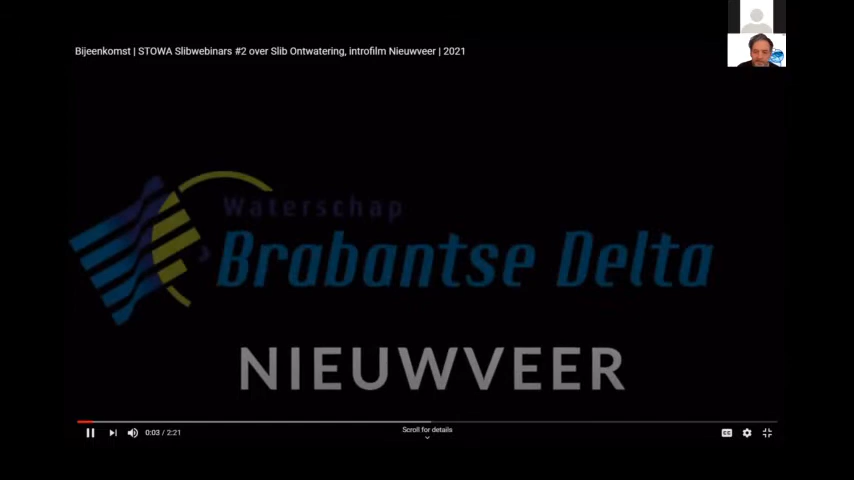 Bijeenkomst | STOWA Slibwebinars #2 over Slib Ontwatering, introfilm Nieuwveer | 2021
Waterschap
Brabantse Delta
NIEUWVEER
0:03 / 2:21
Scroll for details
CC